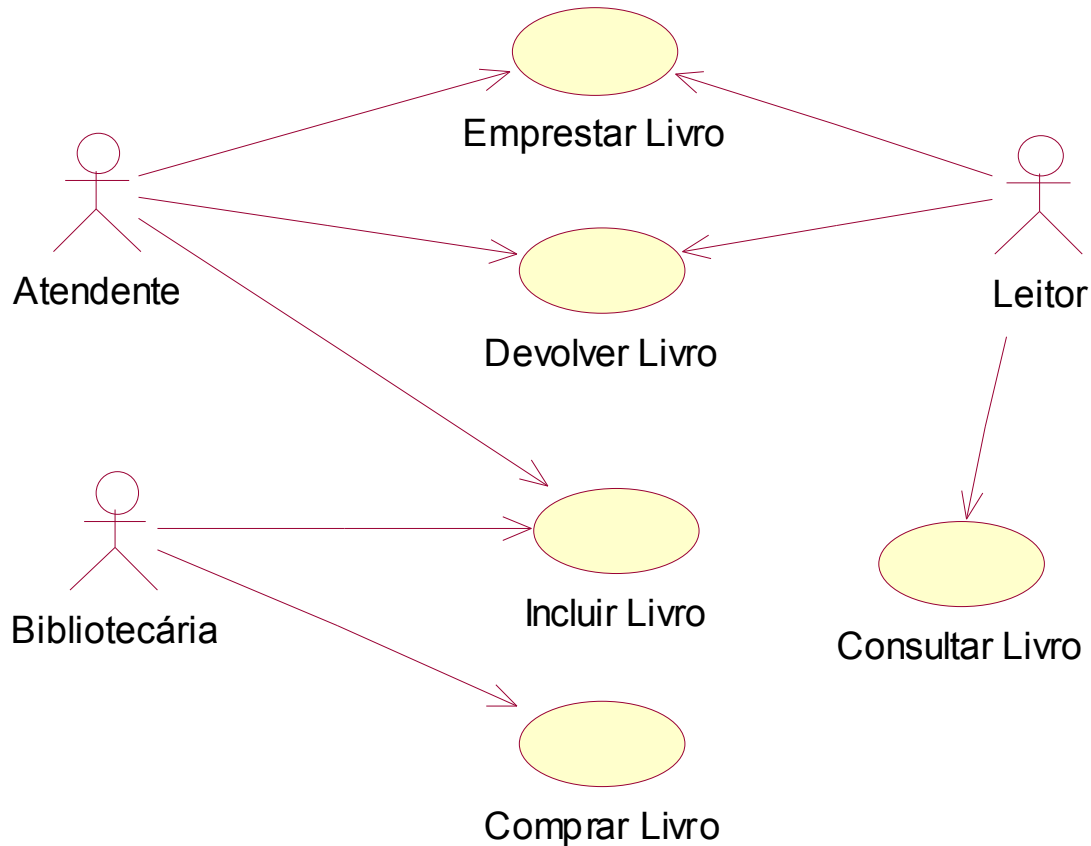 Emprestar Livro
Atendente
Leitor
Devolver Livro
Incluir Livro
Bibliotecária
Consultar Livro
Comprar Livro